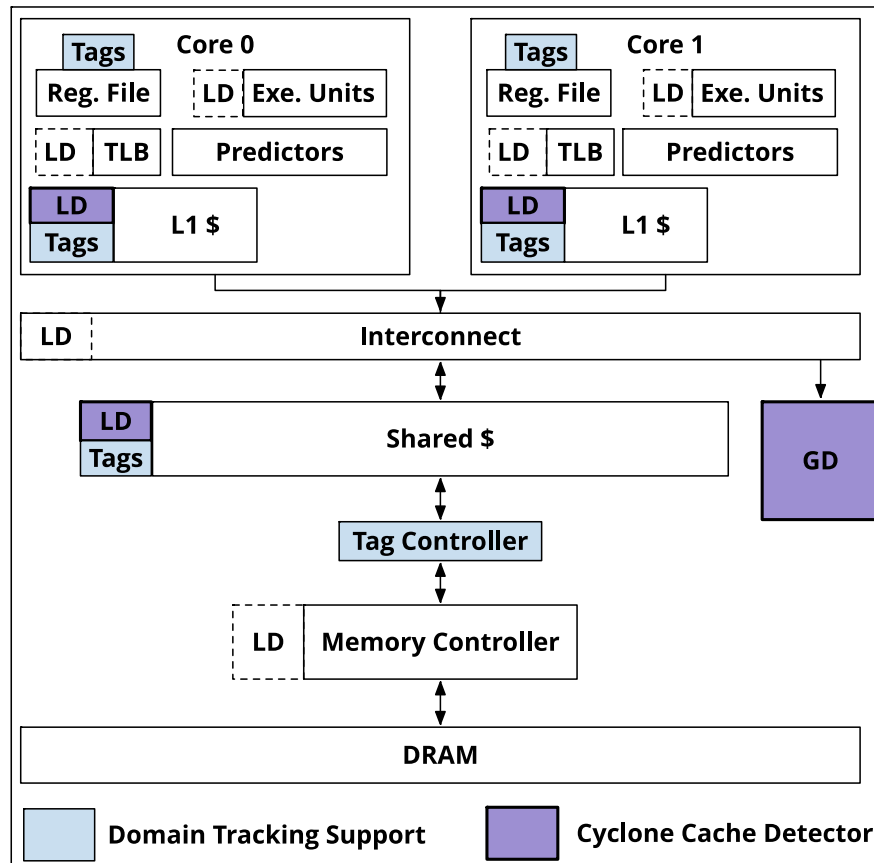 Core 0
Tags
Reg. File
LD
Exe. Units
LD
TLB
Predictors
LD
Tags
L1 $
Core 1
Tags
Reg. File
LD
Exe. Units
LD
TLB
Predictors
LD
Tags
L1 $
LD
Interconnect
LD
Tags
Shared $
GD
Tag Controller
LD
Memory Controller
DRAM
Domain Tracking Support
Cyclone Cache Detector